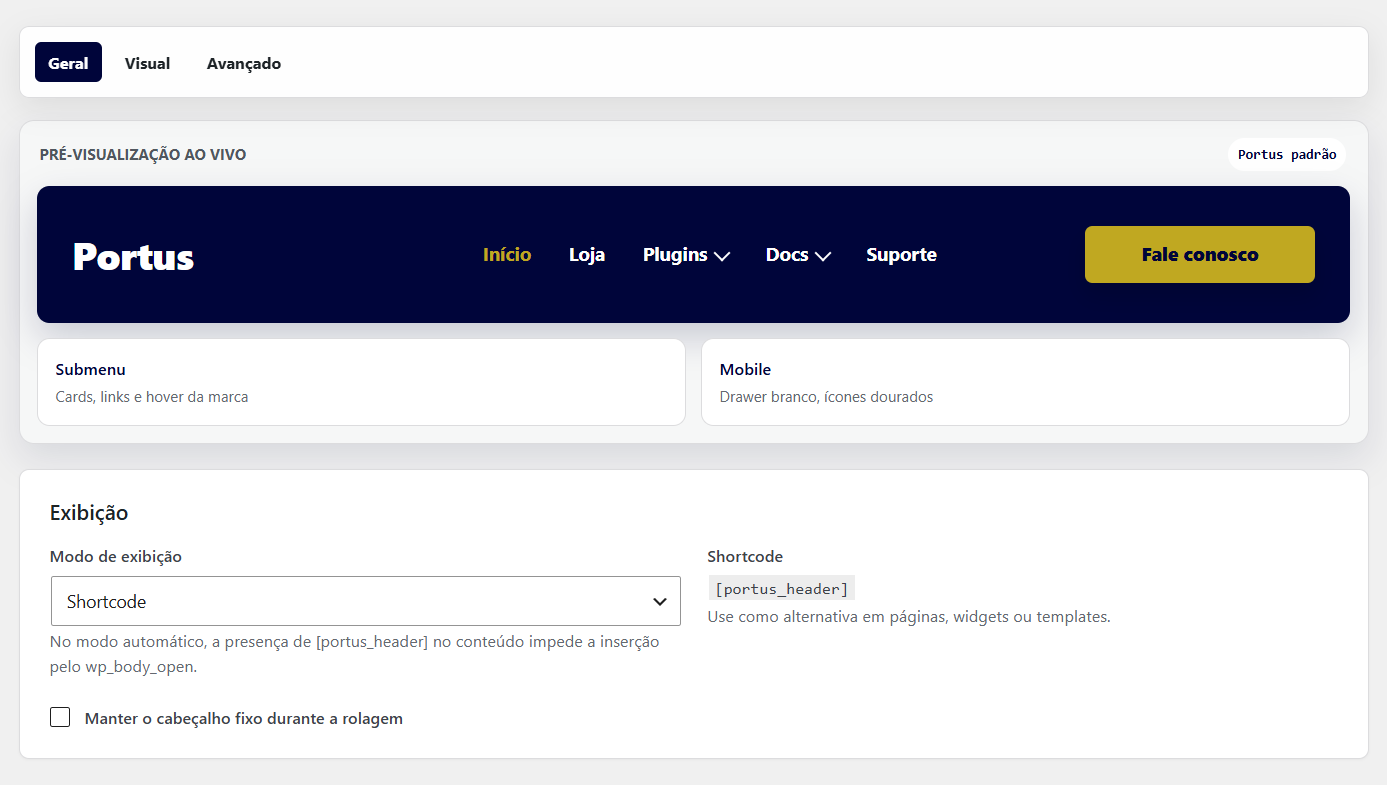 Geral
Visual
Avançado
PRÉ-VISUALIZAÇÃO AO VIVO
Portus padrão
Portus
Início
Loja
Plugins
Docs
Suporte
Fale conosco
Submenu
Cards, links e hover da marca
Mobile
Drawer branco, ícones dourados
Exibição
Modo de exibição
Shortcode
No modo automático, a presença de [portus_header] no conteúdo impede a inserção
pelo wp_body_open.
Shortcode
[portus_header]
Use como alternativa em páginas, widgets ou templates.
Manter o cabeçalho fixo durante a rolagem